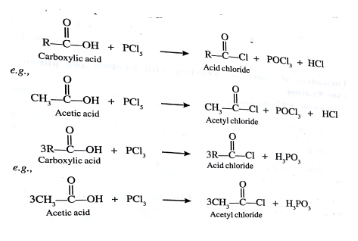 O O
R—C—OH + PCl₅ ⟶ R—C—Cl + POCl₃ + HCl
Carboxylic acid Acid chloride
e.g.,
O O
CH₃—C—OH + PCl₅ ⟶ CH₃—C—Cl + POCl₃ + HCl
Acetic acid Acetyl chloride
O O
3R—C—OH + PCl₃ ⟶ 3R—C—Cl + H₃PO₃
Carboxylic acid Acid chloride
e.g.,
O O
3CH₃—C—OH + PCl₃ ⟶ 3CH₃—C—Cl + H₃PO₃
Acetic acid Acetyl chloride